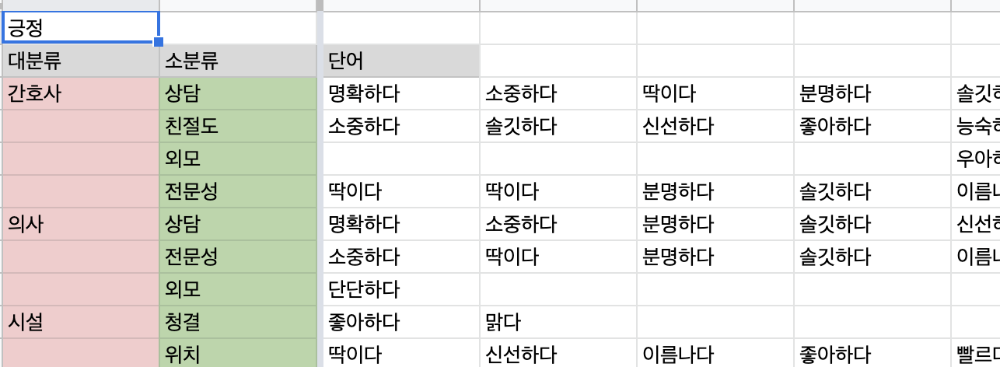 긍정
대분류 소분류 단어
간호사 상담 명확하다 소중하다 딱이다 분명하다
친절도 소중하다 솔깃하다 신선하다 좋아하다
외모
전문성 딱이다 딱이다 분명하다 솔깃하다
의사 상담 명확하다 소중하다 분명하다 솔깃하다
전문성 소중하다 딱이다 분명하다 솔깃하다
외모 단단하다
시설 청결 좋아하다 맑다
위치 딱이다 신선하다 이름나다 좋아하다